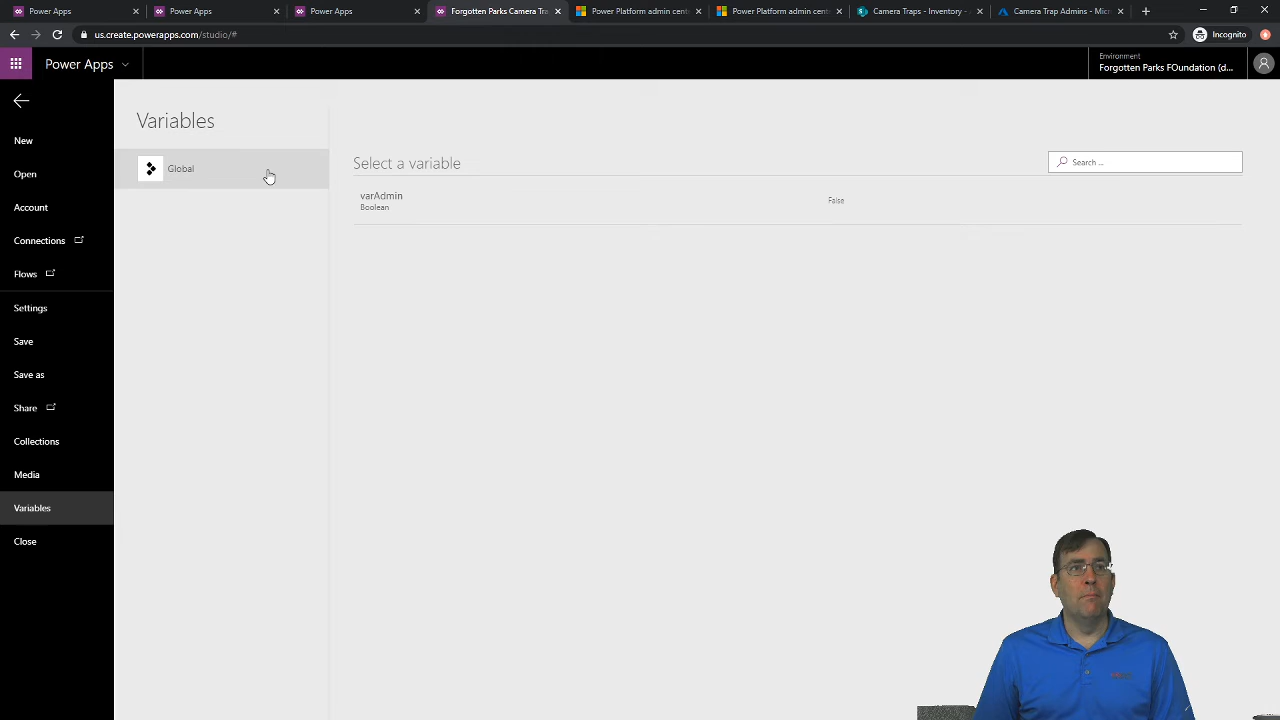 Power Apps
Power Apps
Power Apps
Forgotten Parks Camera Tra
Power Platform admin cent
Power Platform admin cent
Camera Traps - Inventory -
Camera Trap Admins - Micr
us.create.powerapps.com/studio/#
Incognito
Power Apps
Environment
Forgotten Parks FOundation (d...
New
Open
Account
Connections
Flows
Settings
Save
Save as
Share
Collections
Media
Variables
Close
Variables
Global
Select a variable
Search ...
varAdmin
Boolean
False